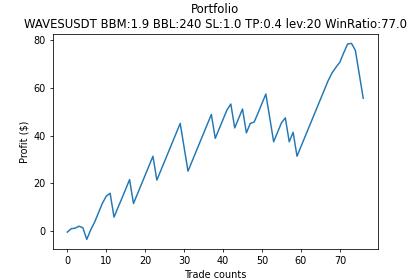 Portfolio
WAVESUSDT BBM:1.9 BBL:240 SL:1.0 TP:0.4 lev:20 WinRatio:77.0
80
60
40
20
0
Profit ($)
0 10 20 30 40 50 60 70
Trade counts